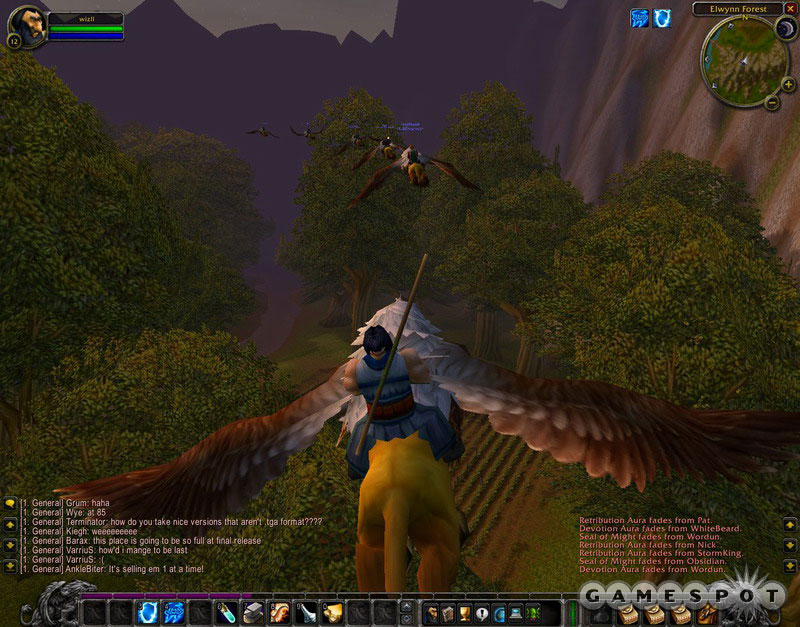 wizli
12
Elwynn Forest
N
[1. General] Grum: haha
[1. General] Wye: at 85
[1. General] Terminator: how do you take nice versions that aren't .tga format????
[1. General] Kiegh: weeeeeeeee
[1. General] Barax: this place is going to be so full at final release
[1. General] VarriuS: how'd i mange to be last
[1. General] VarriuS: :(
[1. General] AnkleBiter: It's selling em 1 at a time!
Retribution Aura fades from Pat.
Devotion Aura fades from WhiteBeard.
Seal of Might fades from Wordun.
Retribution Aura fades from Nick.
Retribution Aura fades from StormKing.
Seal of Might fades from Obsidian.
Devotion Aura fades from Wordun.
GAMESPOT